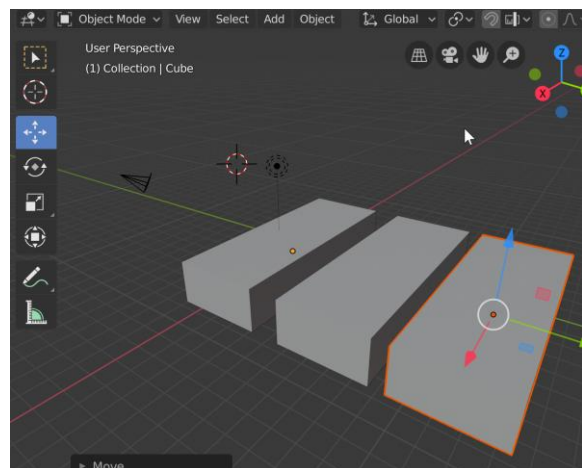 Object Mode View Select Add Object Global
User Perspective
(1) Collection | Cube
Z
X
Move